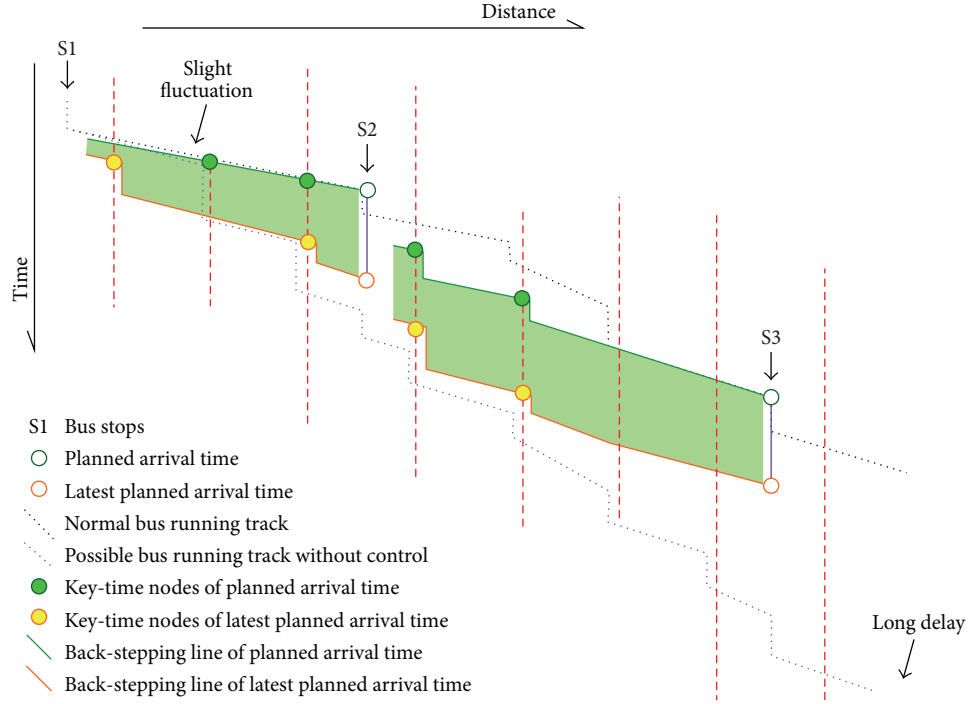 Distance
S1
Slight
fluctuation
S2
Time
S3
S1 Bus stops
Planned arrival time
Latest planned arrival time
Normal bus running track
Possible bus running track without control
Key-time nodes of planned arrival time
Key-time nodes of latest planned arrival time
Back-stepping line of planned arrival time
Back-stepping line of latest planned arrival time
Long delay